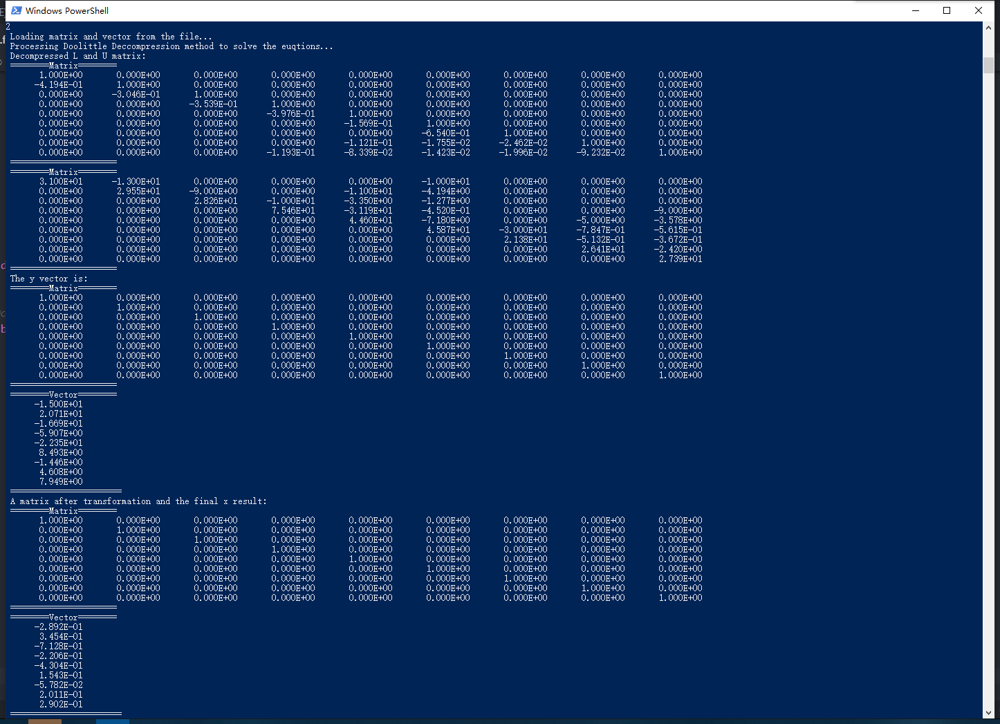 Windows PowerShell
2
Loading matrix and vector from the file...
Processing Doolittle Deccompression method to solve the euqtions...
Decompressed L and U matrix:
========Matrix========
1.000E+00 0.000E+00 0.000E+00 0.000E+00 0.000E+00 0.000E+00 0.000E+00 0.000E+00 0.000E+00
-4.194E-01 1.000E+00 0.000E+00 0.000E+00 0.000E+00 0.000E+00 0.000E+00 0.000E+00 0.000E+00
0.000E+00 -3.046E-01 1.000E+00 0.000E+00 0.000E+00 0.000E+00 0.000E+00 0.000E+00 0.000E+00
0.000E+00 0.000E+00 -3.539E-01 1.000E+00 0.000E+00 0.000E+00 0.000E+00 0.000E+00 0.000E+00
0.000E+00 0.000E+00 0.000E+00 -3.976E-01 1.000E+00 0.000E+00 0.000E+00 0.000E+00 0.000E+00
0.000E+00 0.000E+00 0.000E+00 0.000E+00 -1.569E-01 1.000E+00 0.000E+00 0.000E+00 0.000E+00
0.000E+00 0.000E+00 0.000E+00 0.000E+00 0.000E+00 -6.540E-01 1.000E+00 0.000E+00 0.000E+00
0.000E+00 0.000E+00 0.000E+00 0.000E+00 -1.121E-01 -1.755E-02 -2.462E-02 1.000E+00 0.000E+00
0.000E+00 0.000E+00 0.000E+00 -1.193E-01 -8.339E-02 -1.423E-02 -1.996E-02 -9.232E-02 1.000E+00
======================
========Matrix========
3.100E+01 -1.300E+01 0.000E+00 0.000E+00 0.000E+00 -1.000E+01 0.000E+00 0.000E+00 0.000E+00
0.000E+00 2.955E+01 -9.000E+00 0.000E+00 -1.100E+01 -4.194E+00 0.000E+00 0.000E+00 0.000E+00
0.000E+00 0.000E+00 2.826E+01 -1.000E+01 -3.350E+00 -1.277E+00 0.000E+00 0.000E+00 0.000E+00
0.000E+00 0.000E+00 0.000E+00 7.546E+01 -3.119E+01 -4.520E-01 0.000E+00 0.000E+00 -9.000E+00
0.000E+00 0.000E+00 0.000E+00 0.000E+00 4.460E+01 -7.180E+00 0.000E+00 -5.000E+00 -3.578E+00
0.000E+00 0.000E+00 0.000E+00 0.000E+00 0.000E+00 4.587E+01 -3.000E+01 -7.847E-01 -5.615E-01
0.000E+00 0.000E+00 0.000E+00 0.000E+00 0.000E+00 0.000E+00 2.138E+01 -5.132E-01 -3.672E-01
0.000E+00 0.000E+00 0.000E+00 0.000E+00 0.000E+00 0.000E+00 0.000E+00 2.641E+01 -2.420E+00
0.000E+00 0.000E+00 0.000E+00 0.000E+00 0.000E+00 0.000E+00 0.000E+00 0.000E+00 2.739E+01
======================
The y vector is:
========Matrix========
1.000E+00 0.000E+00 0.000E+00 0.000E+00 0.000E+00 0.000E+00 0.000E+00 0.000E+00 0.000E+00
0.000E+00 1.000E+00 0.000E+00 0.000E+00 0.000E+00 0.000E+00 0.000E+00 0.000E+00 0.000E+00
0.000E+00 0.000E+00 1.000E+00 0.000E+00 0.000E+00 0.000E+00 0.000E+00 0.000E+00 0.000E+00
0.000E+00 0.000E+00 0.000E+00 1.000E+00 0.000E+00 0.000E+00 0.000E+00 0.000E+00 0.000E+00
0.000E+00 0.000E+00 0.000E+00 0.000E+00 1.000E+00 0.000E+00 0.000E+00 0.000E+00 0.000E+00
0.000E+00 0.000E+00 0.000E+00 0.000E+00 0.000E+00 1.000E+00 0.000E+00 0.000E+00 0.000E+00
0.000E+00 0.000E+00 0.000E+00 0.000E+00 0.000E+00 0.000E+00 1.000E+00 0.000E+00 0.000E+00
0.000E+00 0.000E+00 0.000E+00 0.000E+00 0.000E+00 0.000E+00 0.000E+00 1.000E+00 0.000E+00
0.000E+00 0.000E+00 0.000E+00 0.000E+00 0.000E+00 0.000E+00 0.000E+00 0.000E+00 1.000E+00
======================
========Vector========
-1.500E+01
2.071E+01
-1.669E+01
-5.907E+00
-2.235E+01
8.493E+00
-1.446E+00
4.608E+00
7.949E+00
=======================
A matrix after transformation and the final x result:
========Matrix========
1.000E+00 0.000E+00 0.000E+00 0.000E+00 0.000E+00 0.000E+00 0.000E+00 0.000E+00 0.000E+00
0.000E+00 1.000E+00 0.000E+00 0.000E+00 0.000E+00 0.000E+00 0.000E+00 0.000E+00 0.000E+00
0.000E+00 0.000E+00 1.000E+00 0.000E+00 0.000E+00 0.000E+00 0.000E+00 0.000E+00 0.000E+00
0.000E+00 0.000E+00 0.000E+00 1.000E+00 0.000E+00 0.000E+00 0.000E+00 0.000E+00 0.000E+00
0.000E+00 0.000E+00 0.000E+00 0.000E+00 1.000E+00 0.000E+00 0.000E+00 0.000E+00 0.000E+00
0.000E+00 0.000E+00 0.000E+00 0.000E+00 0.000E+00 1.000E+00 0.000E+00 0.000E+00 0.000E+00
0.000E+00 0.000E+00 0.000E+00 0.000E+00 0.000E+00 0.000E+00 1.000E+00 0.000E+00 0.000E+00
0.000E+00 0.000E+00 0.000E+00 0.000E+00 0.000E+00 0.000E+00 0.000E+00 1.000E+00 0.000E+00
0.000E+00 0.000E+00 0.000E+00 0.000E+00 0.000E+00 0.000E+00 0.000E+00 0.000E+00 1.000E+00
======================
========Vector========
-2.892E-01
3.454E-01
-7.128E-01
-2.206E-01
-4.304E-01
1.543E-01
-5.782E-02
2.011E-01
2.902E-01
=======================